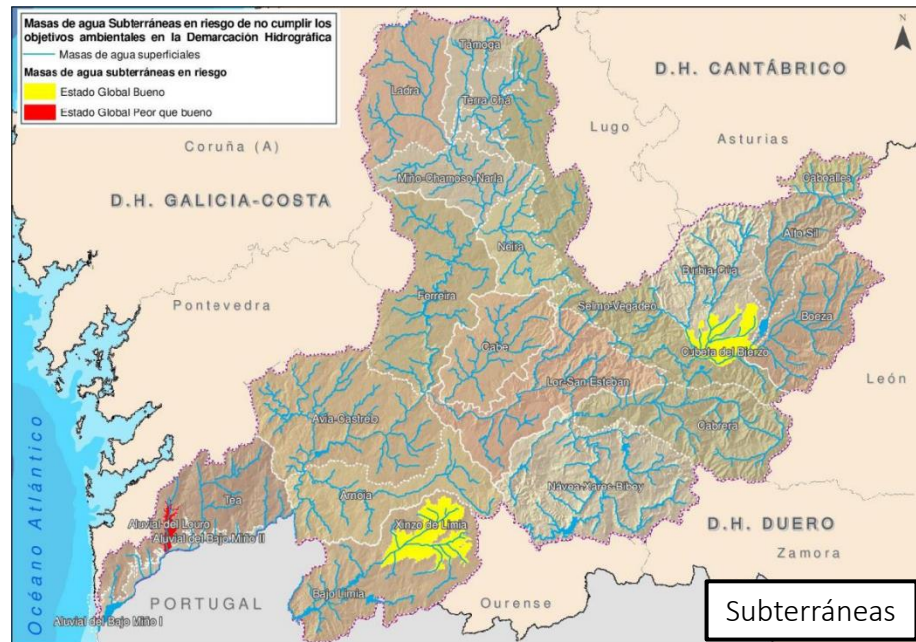 Masas de agua Subterráneas en riesgo de no cumplir los
objetivos ambientales en la Demarcación Hidrográfica
Masas de agua superficiales
Masas de agua subterráneas en riesgo
Estado Global Bueno
Estado Global Peor que bueno
N
Támoga
D.H. CANTÁBRICO
Ladra
Terra Chá
Lugo
Asturias
Coruña (A)
Miño-Chamoso-Narla
Caboalles
D.H. GALICIA-COSTA
Alto Sil
Neira
Burbia-Cúa
Ferreira
Pontevedra
Selmo-Vegadeo
Boeza
Cabe
Cubeta del Bierzo
Lor-San Esteban
León
Avia-Castrelo
Cabrera
Océano Atlántico
Navea-Xares-Bibey
Arnoia
Tea
Xinzo de Limia
Aluvial del Louro
D.H. DUERO
Aluvial del Bajo Miño II
Zamora
Bajo Limia
PORTUGAL
Ourense
Aluvial del Bajo Miño I
Subterráneas